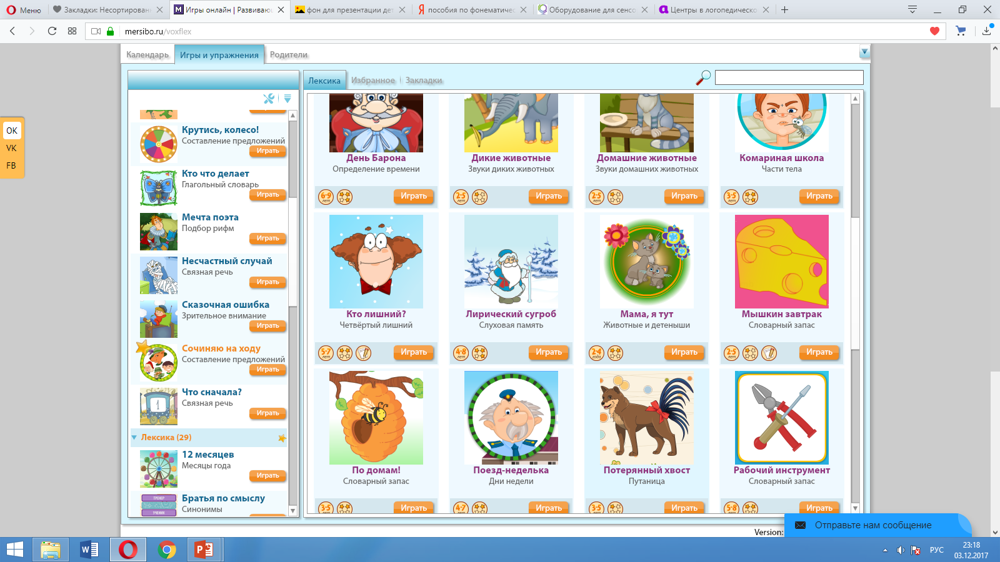 Меню
Закладки: Несортирован
Игры онлайн | Развиваю
фон для презентации дет
пособия по фонематиче
Оборудование для сенсо
Центры в логопедическо
mersibo.ru/voxflex
Календарь
Игры и упражнения
Родители
Лексика
Избранное
Закладки
OK
VK
FB
Играть
Крутись, колесо!
Составление предложений
Играть
Кто что делает
Глагольный словарь
Играть
Мечта поэта
Подбор рифм
Играть
Несчастный случай
Связная речь
Играть
Сказочная ошибка
Зрительное внимание
Играть
Сочиняю на ходу
Составление предложений
Играть
1
Что сначала?
Связная речь
Играть
Лексика (29)
12 месяцев
Месяцы года
Играть
ТРЕНЕР
УЧЕНИК
Братья по смыслу
Синонимы
День Барона
Определение времени
6-9 лет
Играть
Дикие животные
Звуки диких животных
2-5 лет
Играть
Домашние животные
Звуки домашних животных
2-5 лет
Играть
Комариная школа
Части тела
3-5 лет
Играть
Кто лишний?
Четвёртый лишний
5-7 лет
Играть
Лирический сугроб
Слуховая память
4-8 лет
Играть
Мама, я тут
Животные и детеныши
2-4 года
Играть
Мышкин завтрак
Словарный запас
2-5 лет
Играть
По домам!
Словарный запас
3-5 лет
Играть
Поезд-неделька
Дни недели
4-7 лет
Играть
Потерянный хвост
Путаница
3-5 лет
Играть
Рабочий инструмент
Словарный запас
5-8 лет
Играть
Version:
Отправьте нам сообщение
РУС
23:18
03.12.2017